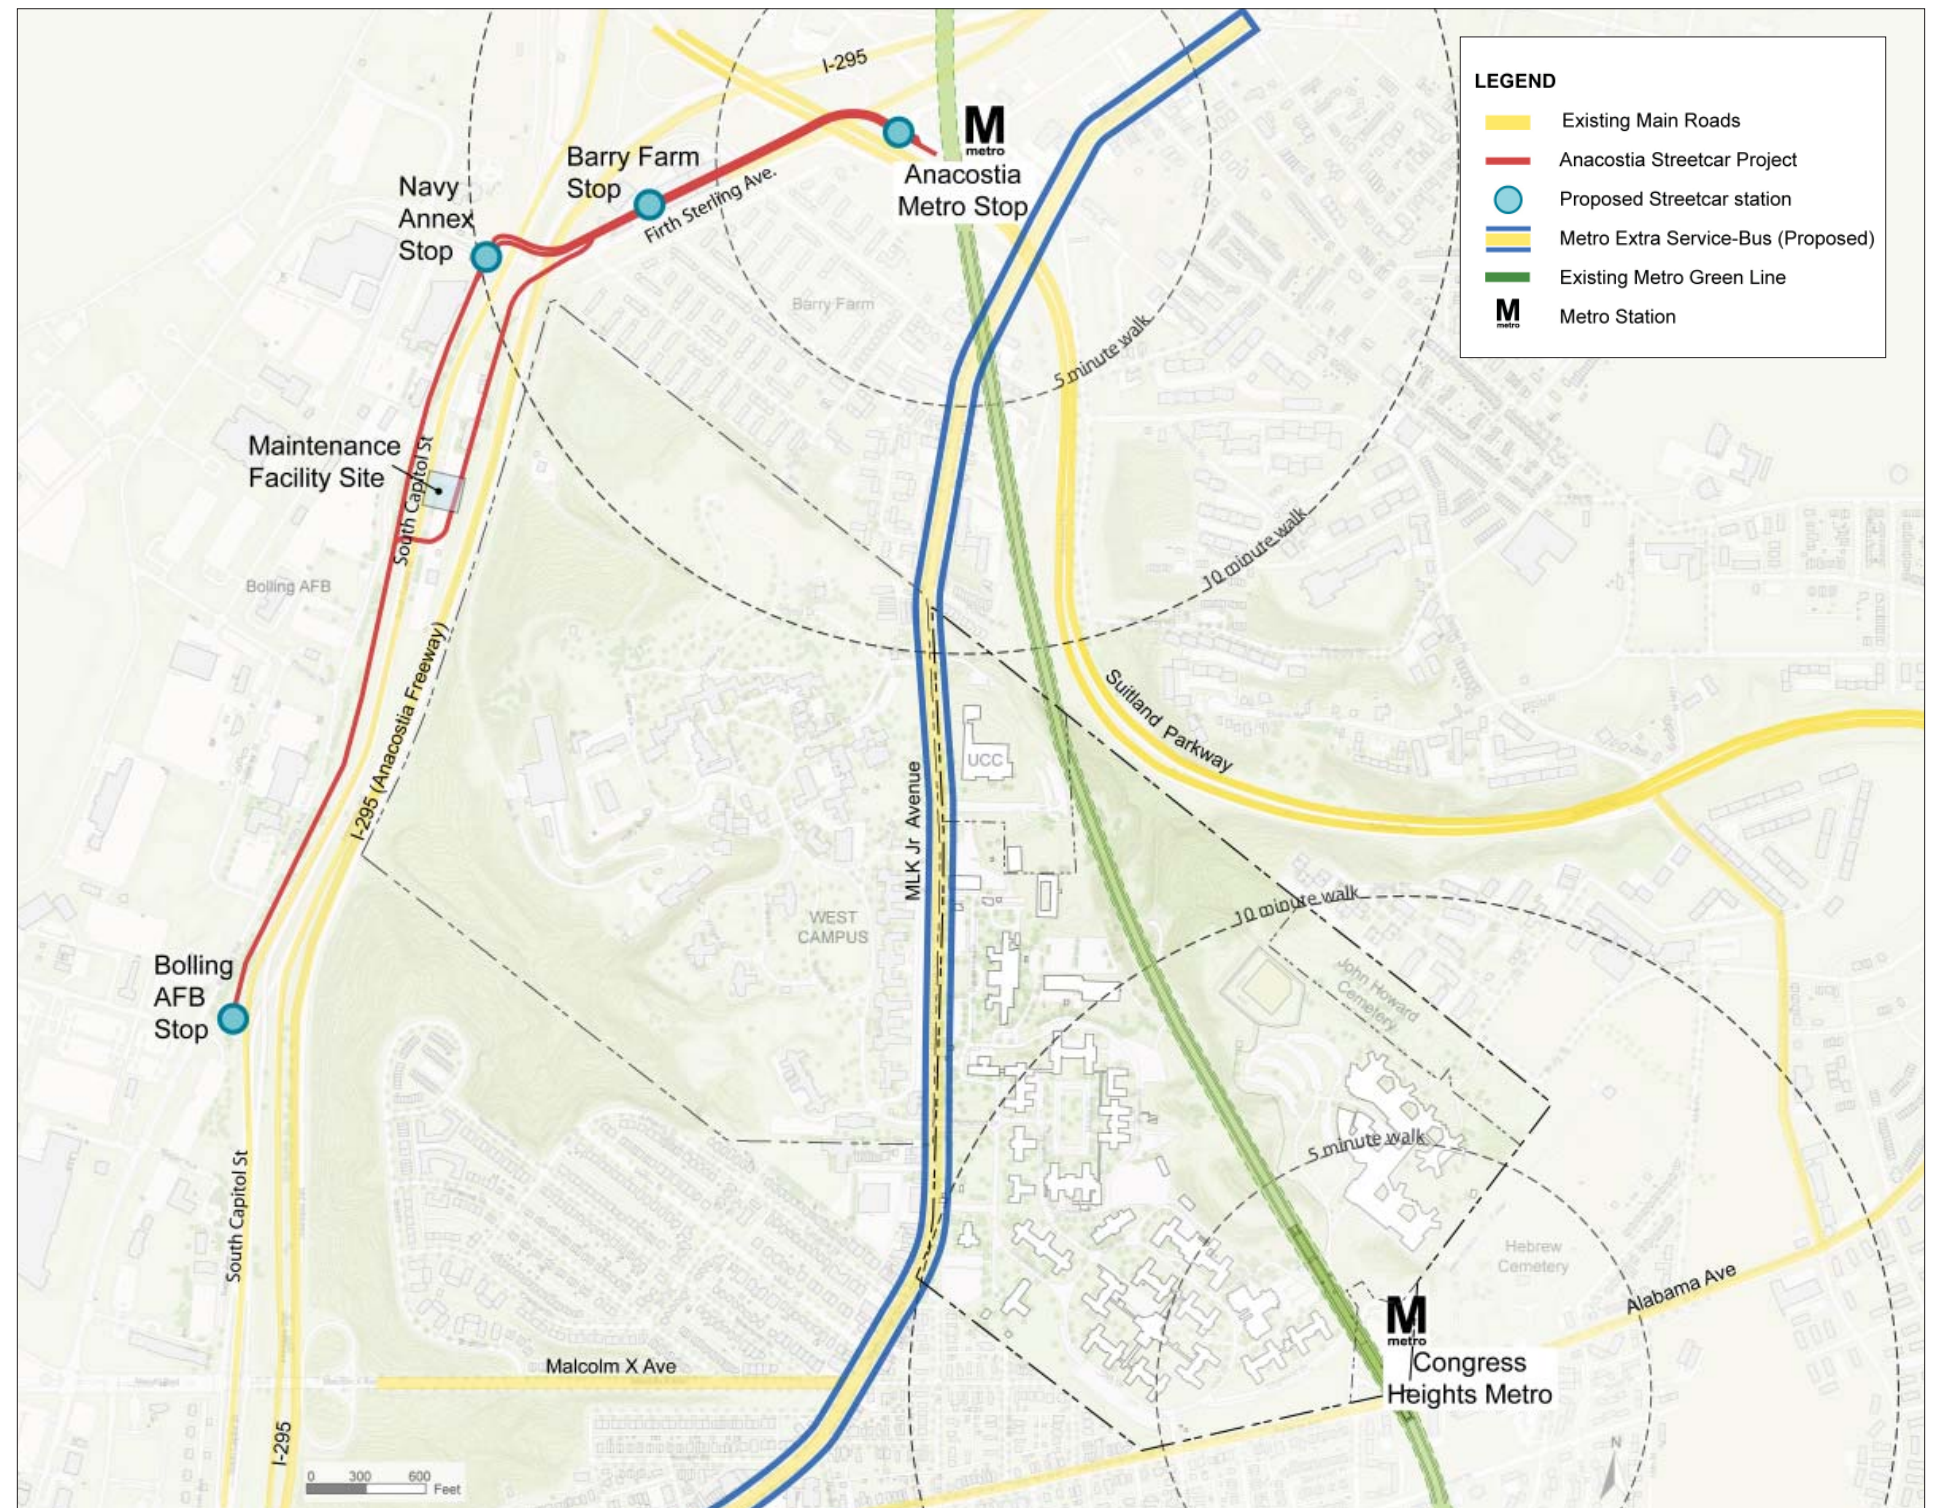 I-295
LEGEND
Existing Main Roads
Anacostia Streetcar Project
Proposed Streetcar station
Metro Extra Service-Bus (Proposed)
Existing Metro Green Line
M
metro
Metro Station
M
metro
Anacostia
Metro Stop
Barry Farm
Stop
Navy
Annex
Stop
Firth Sterling Ave.
Barry Farm
5 minute walk
Maintenance
Facility Site
South Capitol St
10 minute walk
Bolling AFB
I-295 (Anacostia Freeway)
Suitland Parkway
UCC
MLK Jr Avenue
WEST
CAMPUS
10 minute walk
John Howard
Cemetery
Bolling
AFB
Stop
5 minute walk
South Capitol St
Hebrew
Cemetery
Alabama Ave
M
metro
Congress
Heights Metro
Malcolm X Ave
I-295
0 300 600
Feet
N